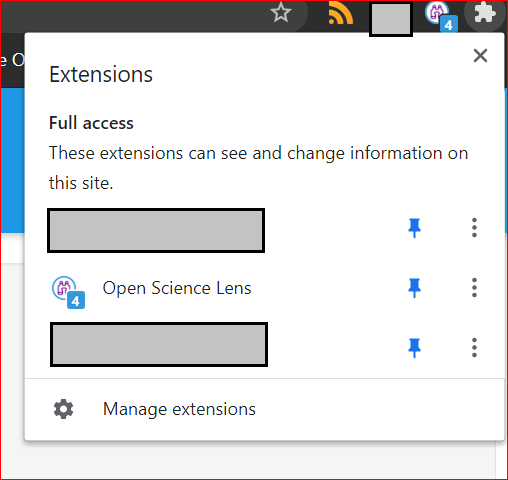 4
e O
Extensions
Full access
These extensions can see and change information on
this site.
Open Science Lens
4
Manage extensions